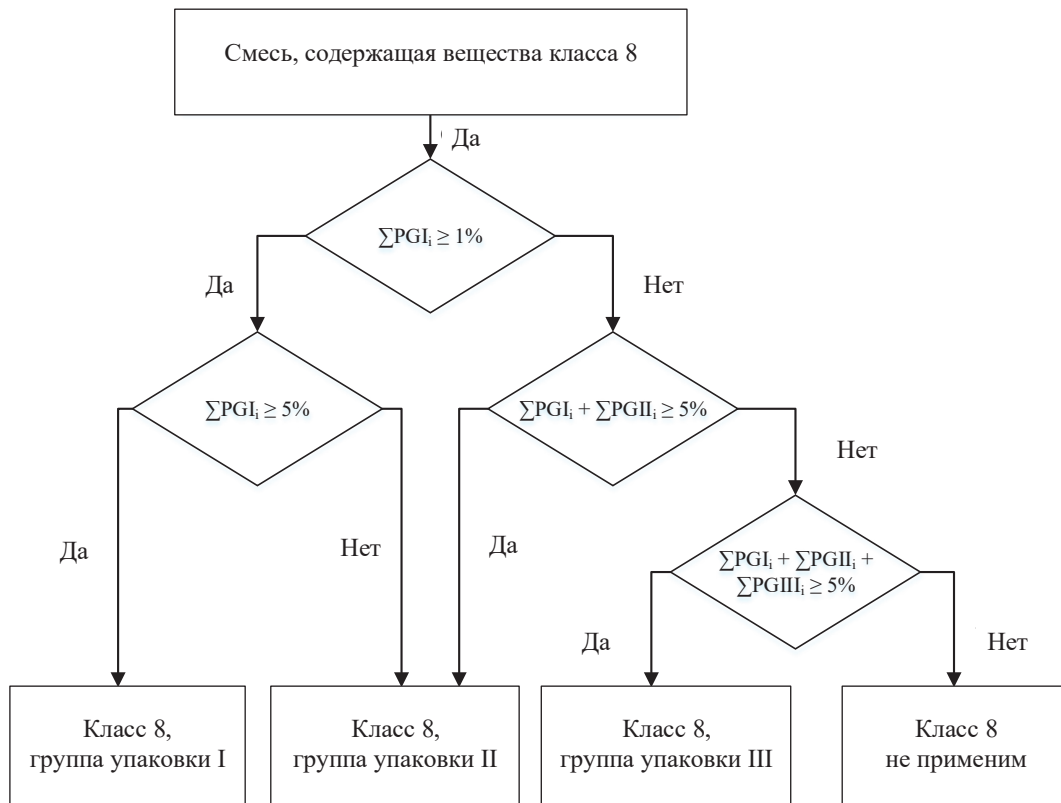 Смесь, содержащая вещества класса 8
Да
∑PGIᵢ ≥ 1%
Да
Нет
∑PGIᵢ ≥ 5%
∑PGIᵢ + ∑PGIIᵢ ≥ 5%
Нет
Да
Нет
Да
∑PGIᵢ + ∑PGIIᵢ +
∑PGIIIᵢ ≥ 5%
Да
Нет
Класс 8,
группа упаковки I
Класс 8,
группа упаковки II
Класс 8,
группа упаковки III
Класс 8
не применим